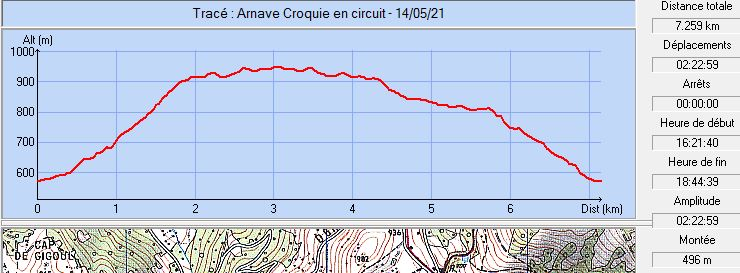 Tracé : Arnave Croquie en circuit - 14/05/21
Alt (m)
1000
900
800
700
600
0 1 2 3 4 5 6 Dist (km)
Distance totale
7.259 km
Déplacements
02:22:59
Arrêts
00:00:00
Heure de début
16:21:40
Heure de fin
18:44:39
Amplitude
02:22:59
Montée
496 m
CAP
DE GIGOUL
936